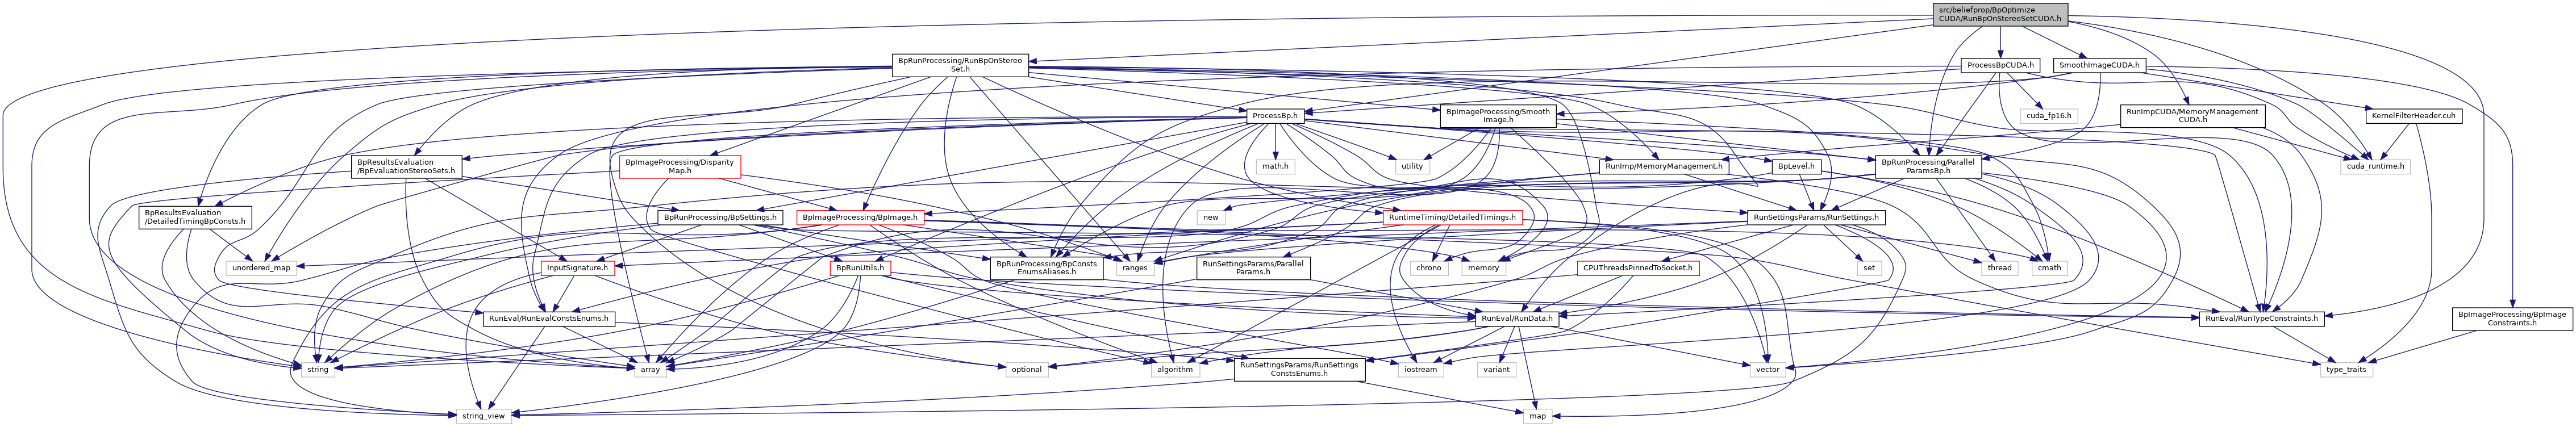 src/beliefprop/BpOptimize
CUDA/RunBpOnStereoSetCUDA.h
BpRunProcessing/RunBpOnStereo
Set.h
ProcessBpCUDA.h
SmoothImageCUDA.h
ProcessBp.h
BpImageProcessing/Smooth
Image.h
cuda_fp16.h
RunImpCUDA/MemoryManagement
CUDA.h
KernelFilterHeader.cuh
BpResultsEvaluation
/BpEvaluationStereoSets.h
BpImageProcessing/Disparity
Map.h
math.h
utility
RunImp/MemoryManagement.h
BpLevel.h
BpRunProcessing/Parallel
ParamsBp.h
cuda_runtime.h
BpResultsEvaluation
/DetailedTimingBpConsts.h
BpRunProcessing/BpSettings.h
BpImageProcessing/BpImage.h
new
RuntimeTiming/DetailedTimings.h
RunSettingsParams/RunSettings.h
unordered_map
InputSignature.h
BpRunUtils.h
BpRunProcessing/BpConsts
EnumsAliases.h
ranges
RunSettingsParams/Parallel
Params.h
chrono
memory
CPUThreadsPinnedToSocket.h
set
thread
cmath
RunEval/RunEvalConstsEnums.h
RunEval/RunData.h
RunEval/RunTypeConstraints.h
BpImageProcessing/BpImage
Constraints.h
string
array
optional
algorithm
RunSettingsParams/RunSettings
ConstsEnums.h
iostream
variant
vector
type_traits
string_view
map